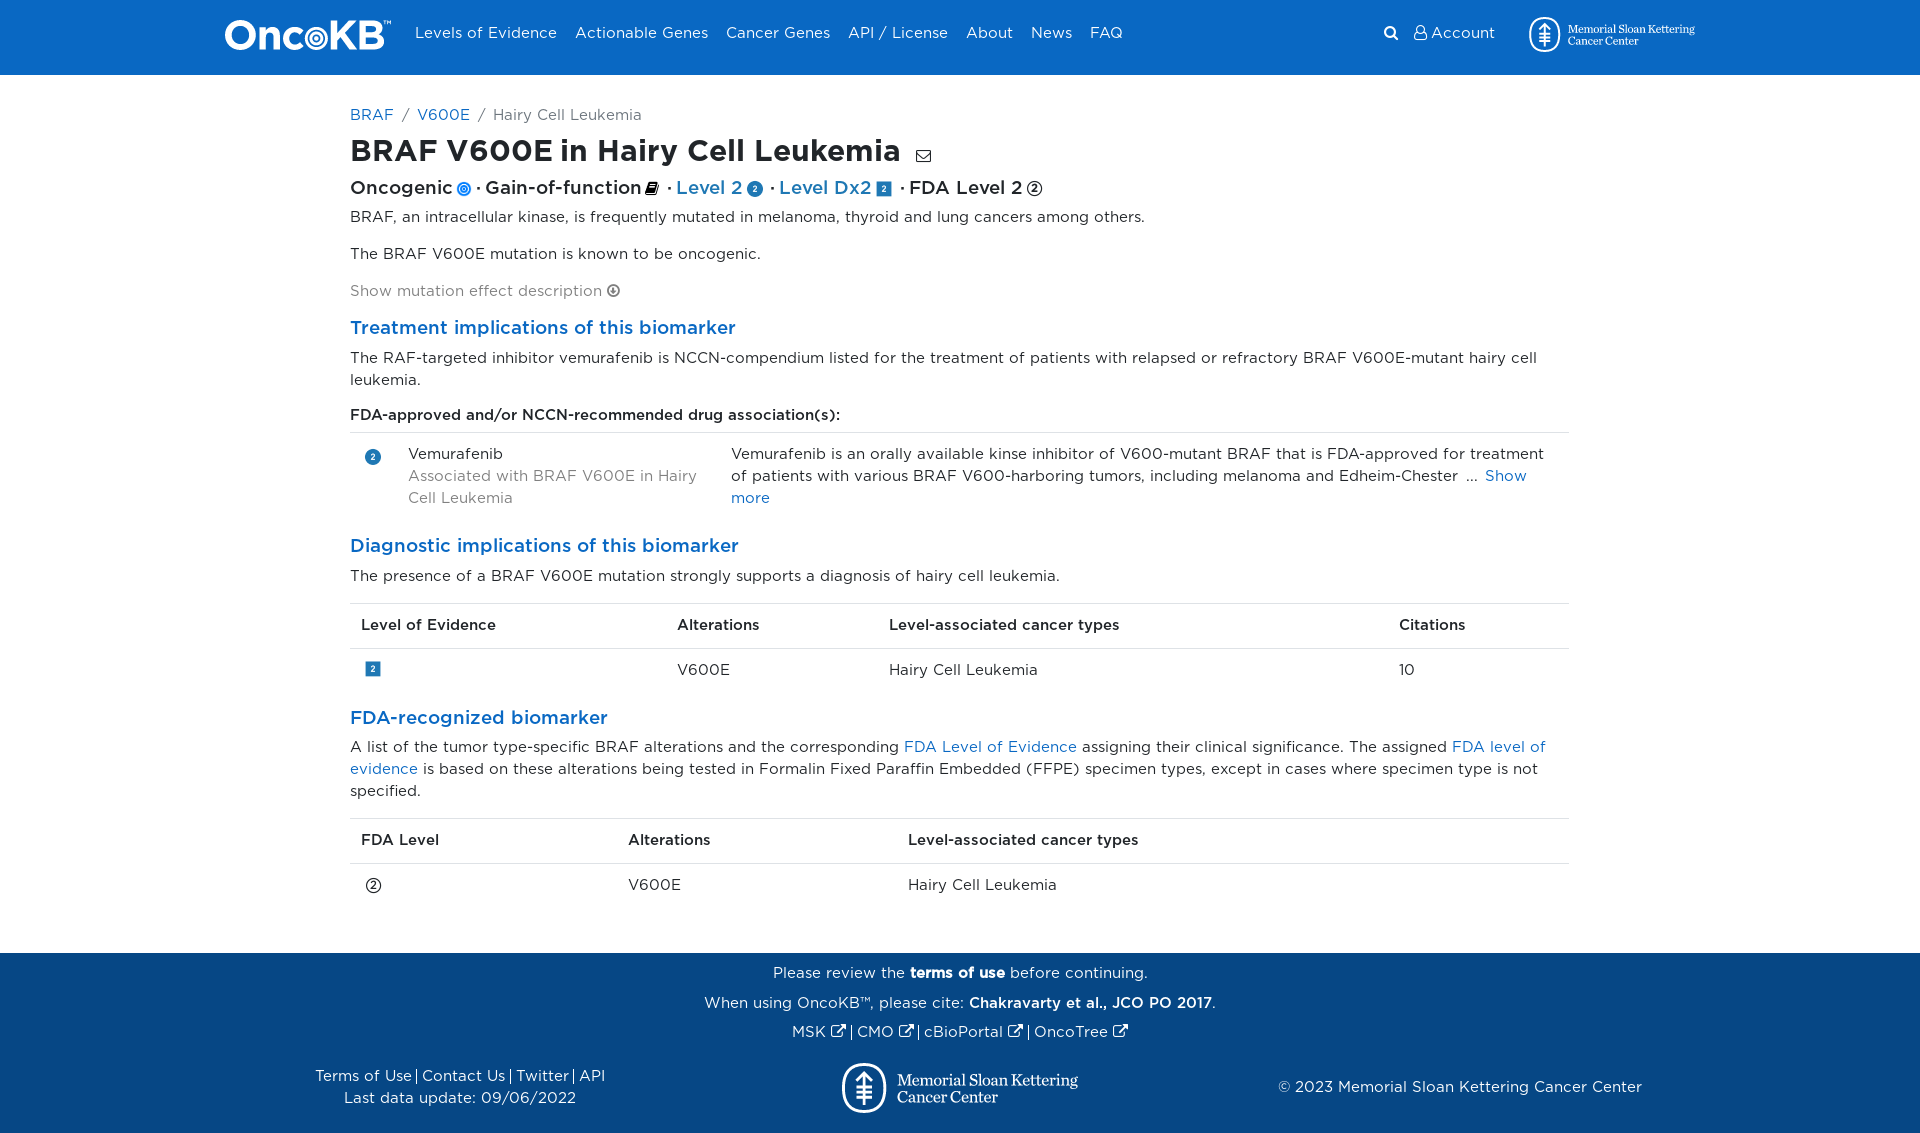 OncoKB™ Levels of Evidence Actionable Genes Cancer Genes API / License About News FAQ Account Memorial Sloan Kettering
Cancer Center
BRAF / V600E / Hairy Cell Leukemia
BRAF V600E in Hairy Cell Leukemia
Oncogenic · Gain-of-function · Level 2 2 · Level Dx2 2 · FDA Level 2 2
BRAF, an intracellular kinase, is frequently mutated in melanoma, thyroid and lung cancers among others.
The BRAF V600E mutation is known to be oncogenic.
Show mutation effect description
Treatment implications of this biomarker
The RAF-targeted inhibitor vemurafenib is NCCN-compendium listed for the treatment of patients with relapsed or refractory BRAF V600E-mutant hairy cell
leukemia.
FDA-approved and/or NCCN-recommended drug association(s):
2 Vemurafenib
Associated with BRAF V600E in Hairy
Cell Leukemia
Vemurafenib is an orally available kinse inhibitor of V600-mutant BRAF that is FDA-approved for treatment
of patients with various BRAF V600-harboring tumors, including melanoma and Edheim-Chester ... Show
more
Diagnostic implications of this biomarker
The presence of a BRAF V600E mutation strongly supports a diagnosis of hairy cell leukemia.
Level of Evidence Alterations Level-associated cancer types Citations
2 V600E Hairy Cell Leukemia 10
FDA-recognized biomarker
A list of the tumor type-specific BRAF alterations and the corresponding FDA Level of Evidence assigning their clinical significance. The assigned FDA level of
evidence is based on these alterations being tested in Formalin Fixed Paraffin Embedded (FFPE) specimen types, except in cases where specimen type is not
specified.
FDA Level Alterations Level-associated cancer types
2 V600E Hairy Cell Leukemia
Please review the terms of use before continuing.
When using OncoKB™, please cite: Chakravarty et al., JCO PO 2017.
MSK | CMO | cBioPortal | OncoTree
Terms of Use | Contact Us | Twitter | API
Last data update: 09/06/2022
Memorial Sloan Kettering
Cancer Center
© 2023 Memorial Sloan Kettering Cancer Center